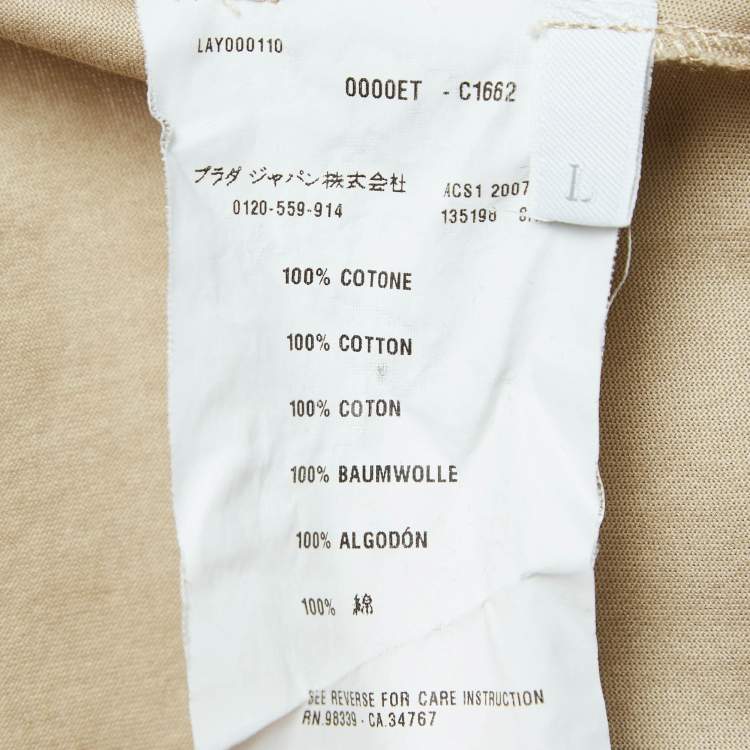 LAY000110
0000ET - C1662
プラダ ジャパン株式会社
0120-559-914
ACS1 2007
135198
L
100% COTONE
100% COTTON
100% COTON
100% BAUMWOLLE
100% ALGODÓN
100% 綿
SEE REVERSE FOR CARE INSTRUCTION
RN.98339 - CA.34767